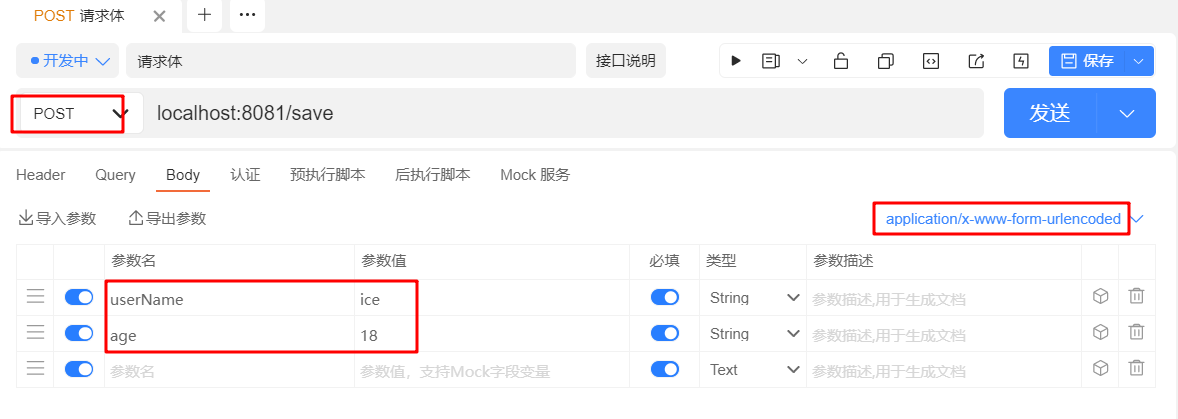 POST 请求体
开发中 请求体 接口说明 保存
POST localhost:8081/save 发送
Header Query Body 认证 预执行脚本 后执行脚本 Mock 服务
导入参数 导出参数 application/x-www-form-urlencoded
参数名 参数值 必填 类型 参数描述
userName ice String 参数描述,用于生成文档
age 18 String 参数描述,用于生成文档
参数名 参数值，支持Mock字段变量 Text 参数描述,用于生成文档